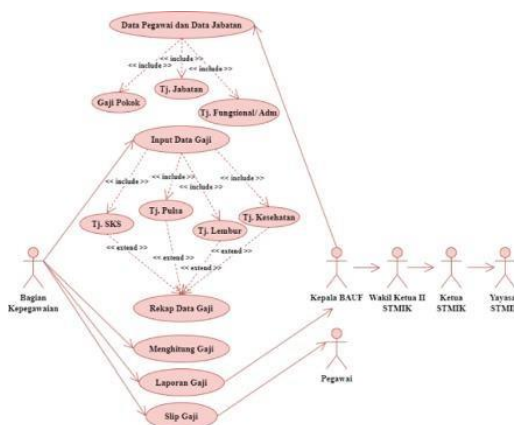 Data Pegawai dan Data Jabatan
<< include >>
<< include >>
<< include >>
Gaji Pokok
Tj. Jabatan
Tj. Fungtional/ Adm
Input Data Gaji
<< include >>
<< include >>
<< include >>
<< include >>
Tj. SKS
Tj. Pulsa
Tj. Lembur
Tj. Kesehatan
<< extend >>
<< extend >>
<< extend >>
<< extend >>
Rekap Data Gaji
Menghitung Gaji
Laporan Gaji
Slip Gaji
Bagian
Kepegawaian
Kepala BAUF
Wakil Ketua II
STMIK
Ketua
STMIK
Pegawai